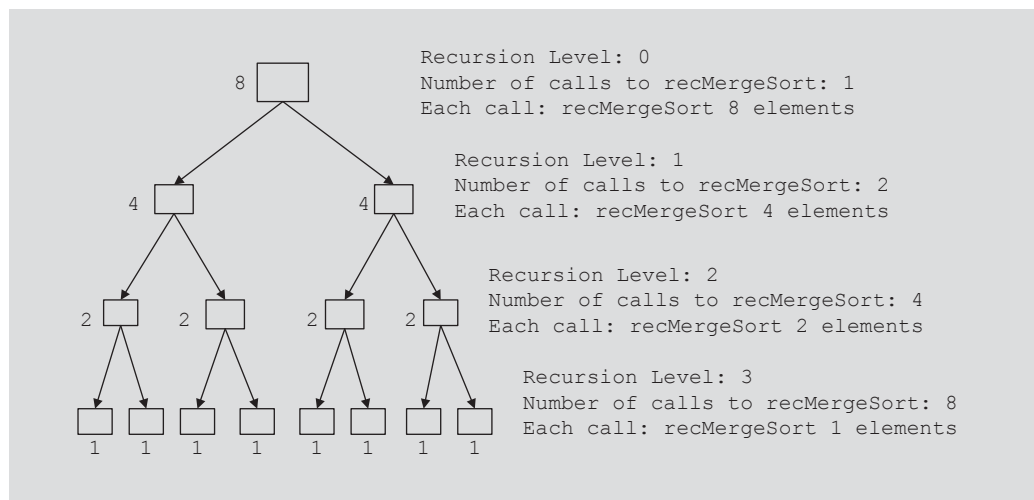 8
Recursion Level: 0
Number of calls to recMergeSort: 1
Each call: recMergeSort 8 elements
4
4
Recursion Level: 1
Number of calls to recMergeSort: 2
Each call: recMergeSort 4 elements
2
2
2
2
Recursion Level: 2
Number of calls to recMergeSort: 4
Each call: recMergeSort 2 elements
Recursion Level: 3
Number of calls to recMergeSort: 8
Each call: recMergeSort 1 elements
1 1 1 1 1 1 1 1